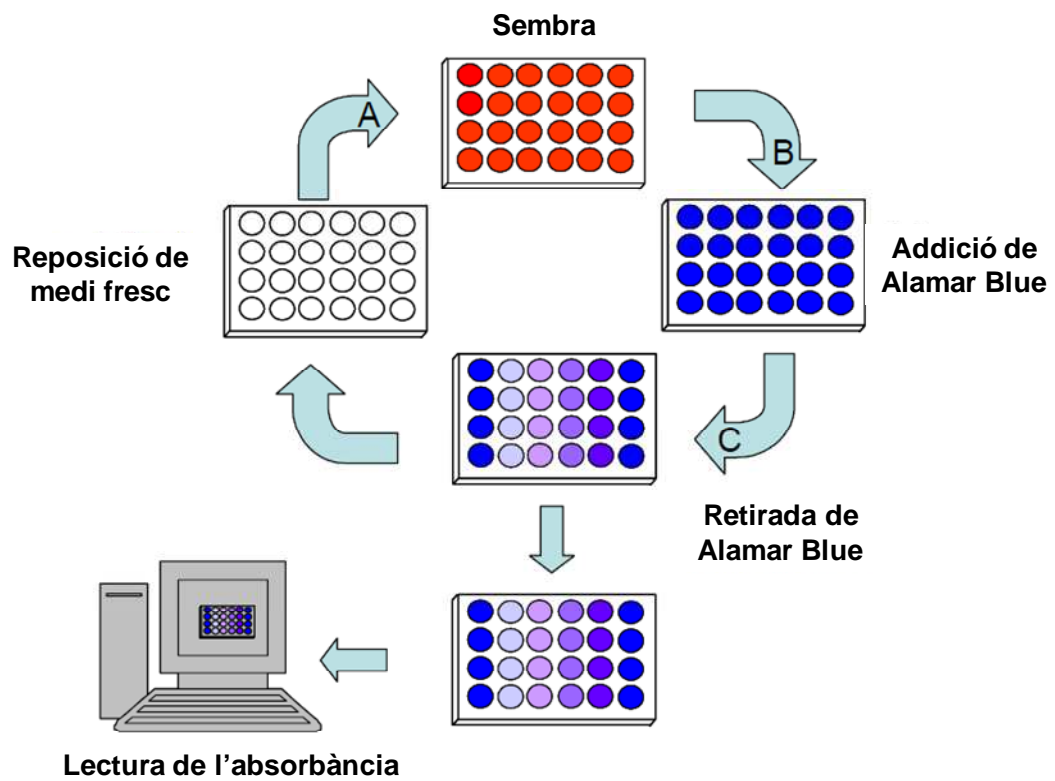 Sembra
A
B
Reposició de
medi fresc
Addició de
Alamar Blue
C
Retirada de
Alamar Blue
Lectura de l’absorbància